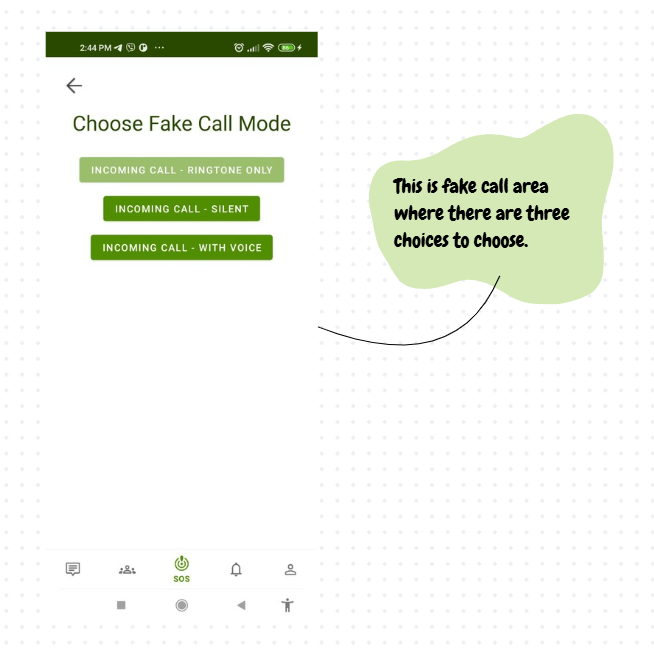 2:44 PM
Choose Fake Call Mode
INCOMING CALL - RINGTONE ONLY
INCOMING CALL - SILENT
INCOMING CALL - WITH VOICE
This is fake call area
where there are three
choices to choose.
SOS